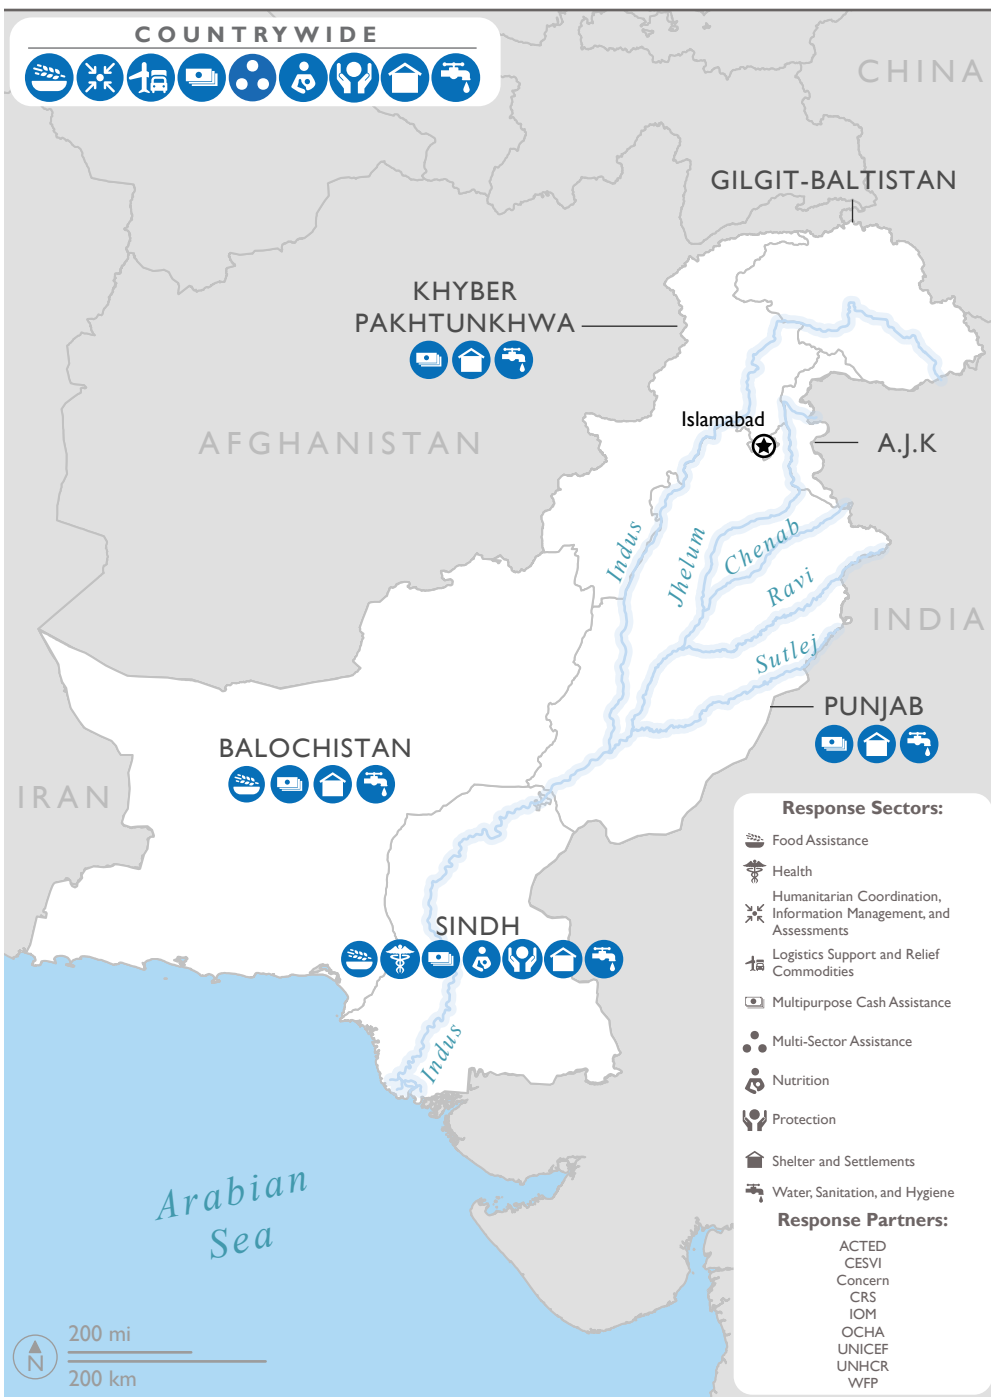 COUNTRYWIDE
CHINA
GILGIT-BALTISTAN
KHYBER
PAKHTUNKHWA
Islamabad
AFGHANISTAN
A.J.K
Indus
Jhelum
Chenab
Ravi
INDIA
Sutlej
PUNJAB
BALOCHISTAN
IRAN
SINDH
Indus
Arabian
Sea
200 mi
N
200 km
Response Sectors:
Food Assistance
Health
Humanitarian Coordination,
Information Management, and
Assessments
Logistics Support and Relief
Commodities
Multipurpose Cash Assistance
Multi-Sector Assistance
Nutrition
Protection
Shelter and Settlements
Water, Sanitation, and Hygiene
Response Partners:
ACTED
CESVI
Concern
CRS
IOM
OCHA
UNICEF
UNHCR
WFP